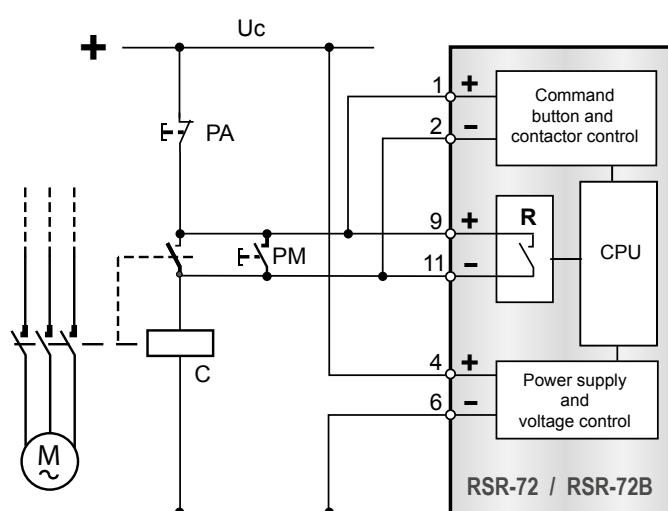 Uc
+
1 +
2 -
Command
button and
contactor control
PA
9 +
R
11 -
CPU
PM
C
4 +
6 -
Power supply
and
voltage control
M
~
RSR-72 / RSR-72B